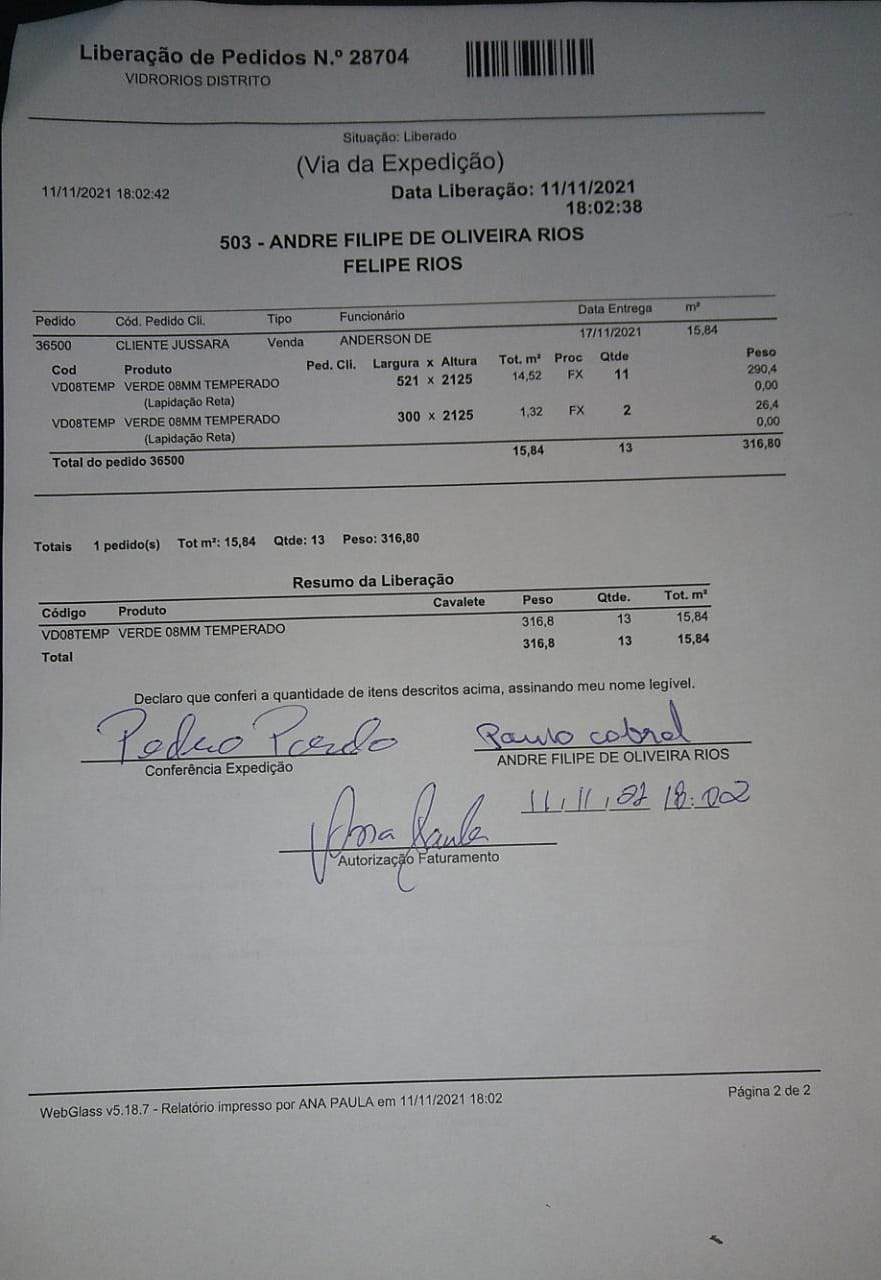 Liberação de Pedidos N.º 28704
VIDRORIOS DISTRITO
Situação: Liberado
(Via da Expedição)
11/11/2021 18:02:42 Data Liberação: 11/11/2021
18:02:38
503 - ANDRE FILIPE DE OLIVEIRA RIOS
FELIPE RIOS
Pedido Cód. Pedido Cli. Tipo Funcionário Data Entrega m²
36500 CLIENTE JUSSARA Venda ANDERSON DE 17/11/2021 15,84
Cod Produto Ped. Cli. Largura x Altura Tot. m² Proc Qtde Peso
VD08TEMP VERDE 08MM TEMPERADO 521 x 2125 14,52 FX 11 290,4
(Lapidação Reta) 0,00
VD08TEMP VERDE 08MM TEMPERADO 300 x 2125 1,32 FX 2 26,4
(Lapidação Reta) 0,00
Total do pedido 36500 15,84 13 316,80
Totais 1 pedido(s) Tot m²: 15,84 Qtde: 13 Peso: 316,80
Resumo da Liberação
Código Produto Cavalete Peso Qtde. Tot. m²
VD08TEMP VERDE 08MM TEMPERADO 316,8 13 15,84
Total 316,8 13 15,84
Declaro que conferi a quantidade de itens descritos acima, assinando meu nome legível.
Pedro Prado Paulo cabral
Conferência Expedição ANDRE FILIPE DE OLIVEIRA RIOS
11,11,
Ana Paula
Autorização Faturamento
WebGlass v5.18.7 - Relatório impresso por ANA PAULA em 11/11/2021 18:02 Página 2 de 2